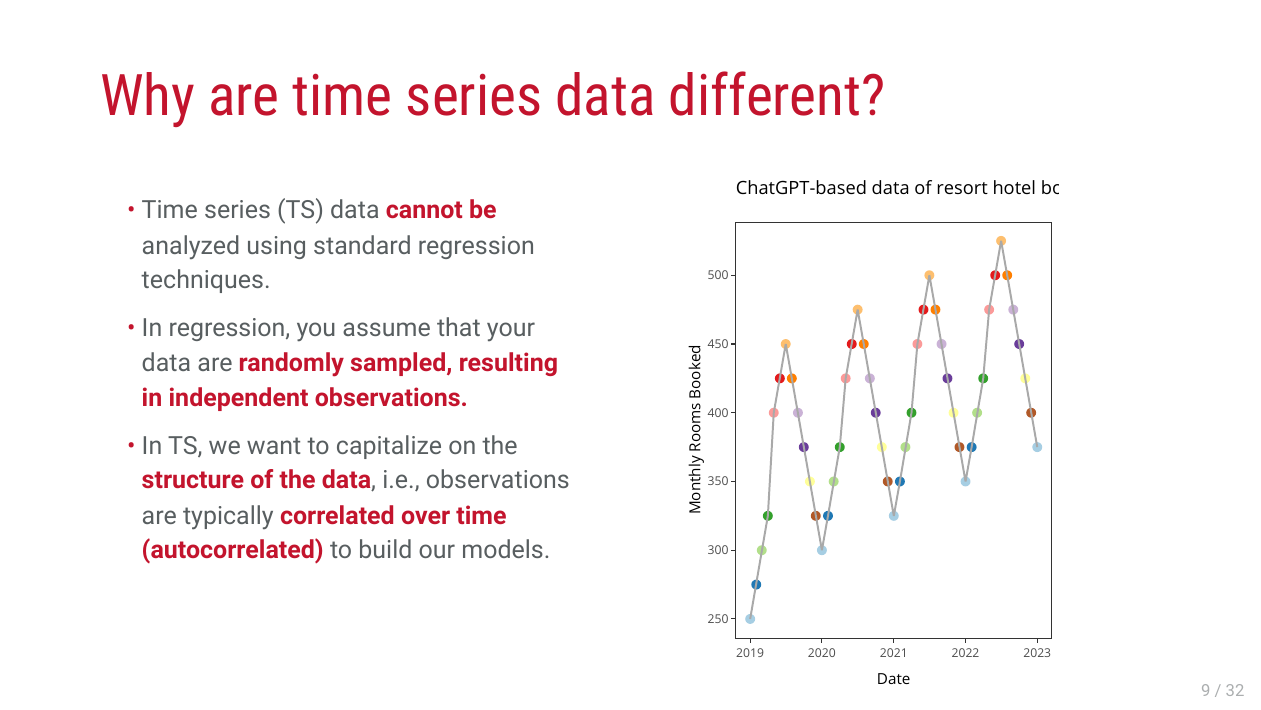 Why are time series data different?
• Time series (TS) data cannot be
analyzed using standard regression
techniques.
• In regression, you assume that your
data are randomly sampled, resulting
in independent observations.
• In TS, we want to capitalize on the
structure of the data, i.e., observations
are typically correlated over time
(autocorrelated) to build our models.
ChatGPT-based data of resort hotel bo
Monthly Rooms Booked
500
450
400
350
300
250
2019 2020 2021 2022 2023
Date
9 / 32